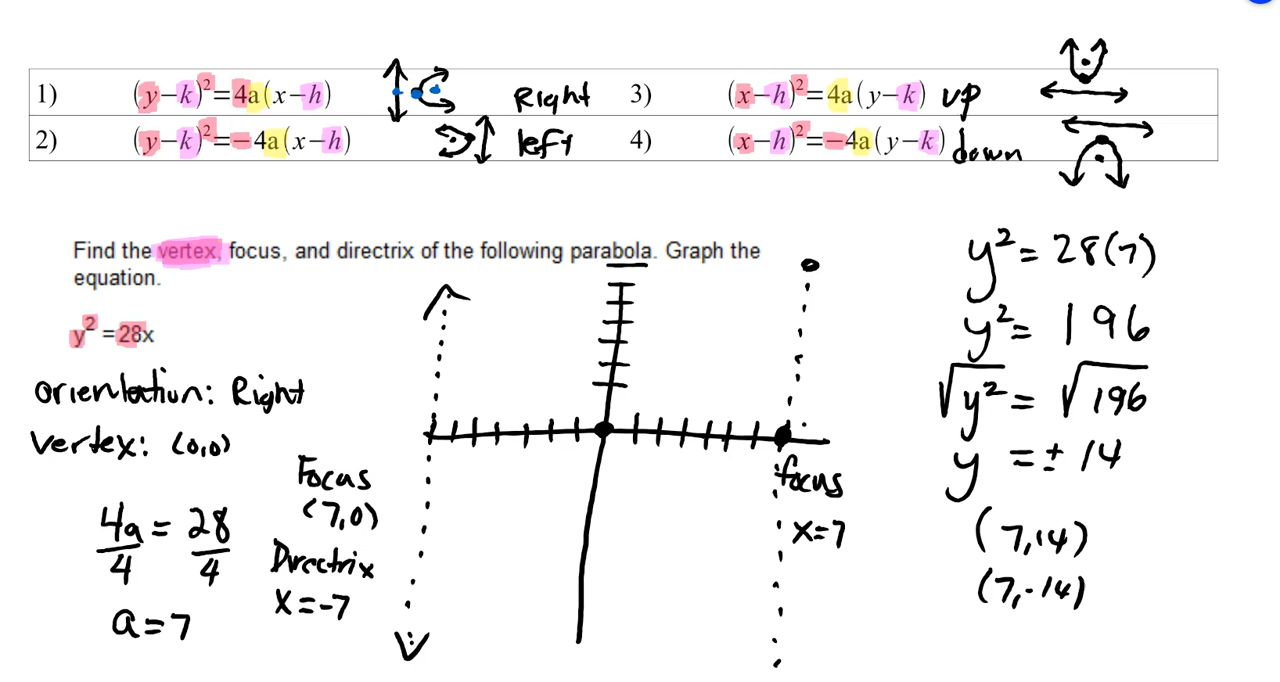 1) (y−k)²=4a(x−h) Right 3) (x−h)²=4a(y−k) up
2) (y−k)²=−4a(x−h) left 4) (x−h)²=−4a(y−k) down
Find the vertex, focus, and directrix of the following parabola. Graph the
equation.
y² =28x
orientation: Right
vertex: (0,0)
4a/4 = 28/4
a=7
Focus
(7,0)
Directrix
x=-7
focus
x=7
y² = 28(7)
y² = 196
√y² = √196
y = ± 14
(7,14)
(7,-14)